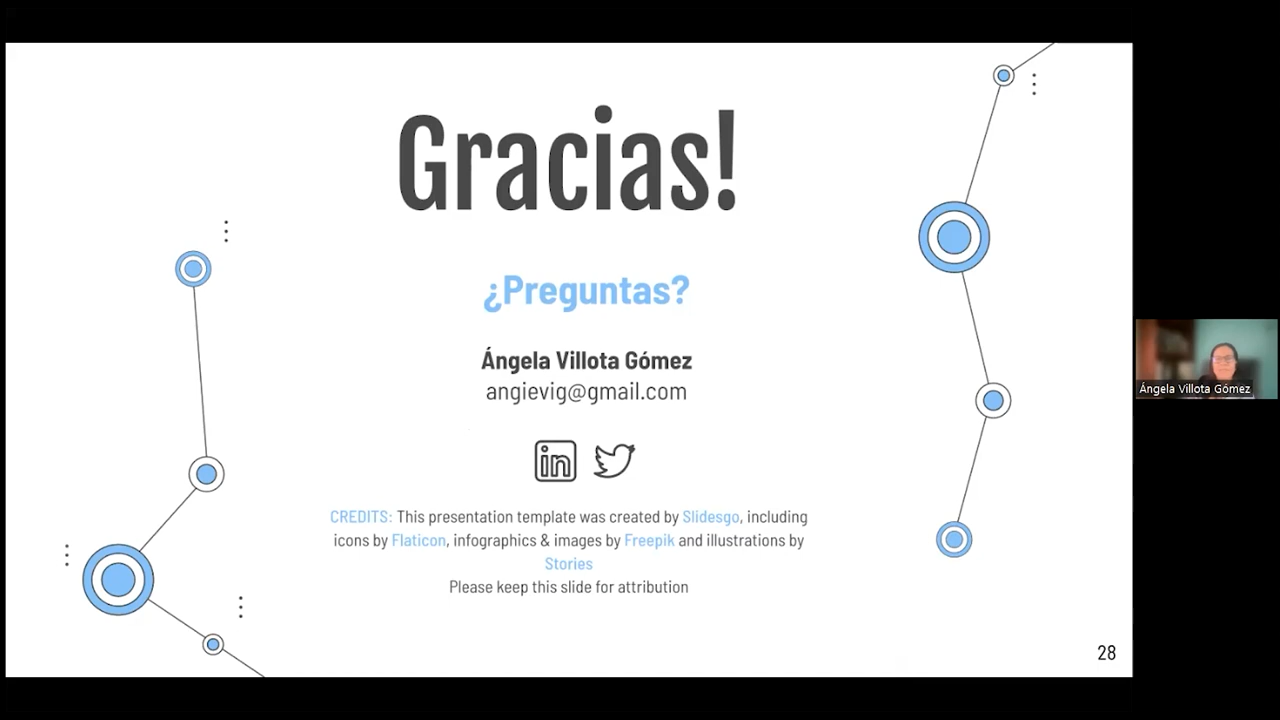 Gracias!
¿Preguntas?
Ángela Villota Gómez
angievig@gmail.com
in
CREDITS: This presentation template was created by Slidesgo, including
icons by Flaticon, infographics & images by Freepik and illustrations by
Stories
Please keep this slide for attribution
28
Ángela Villota Gómez